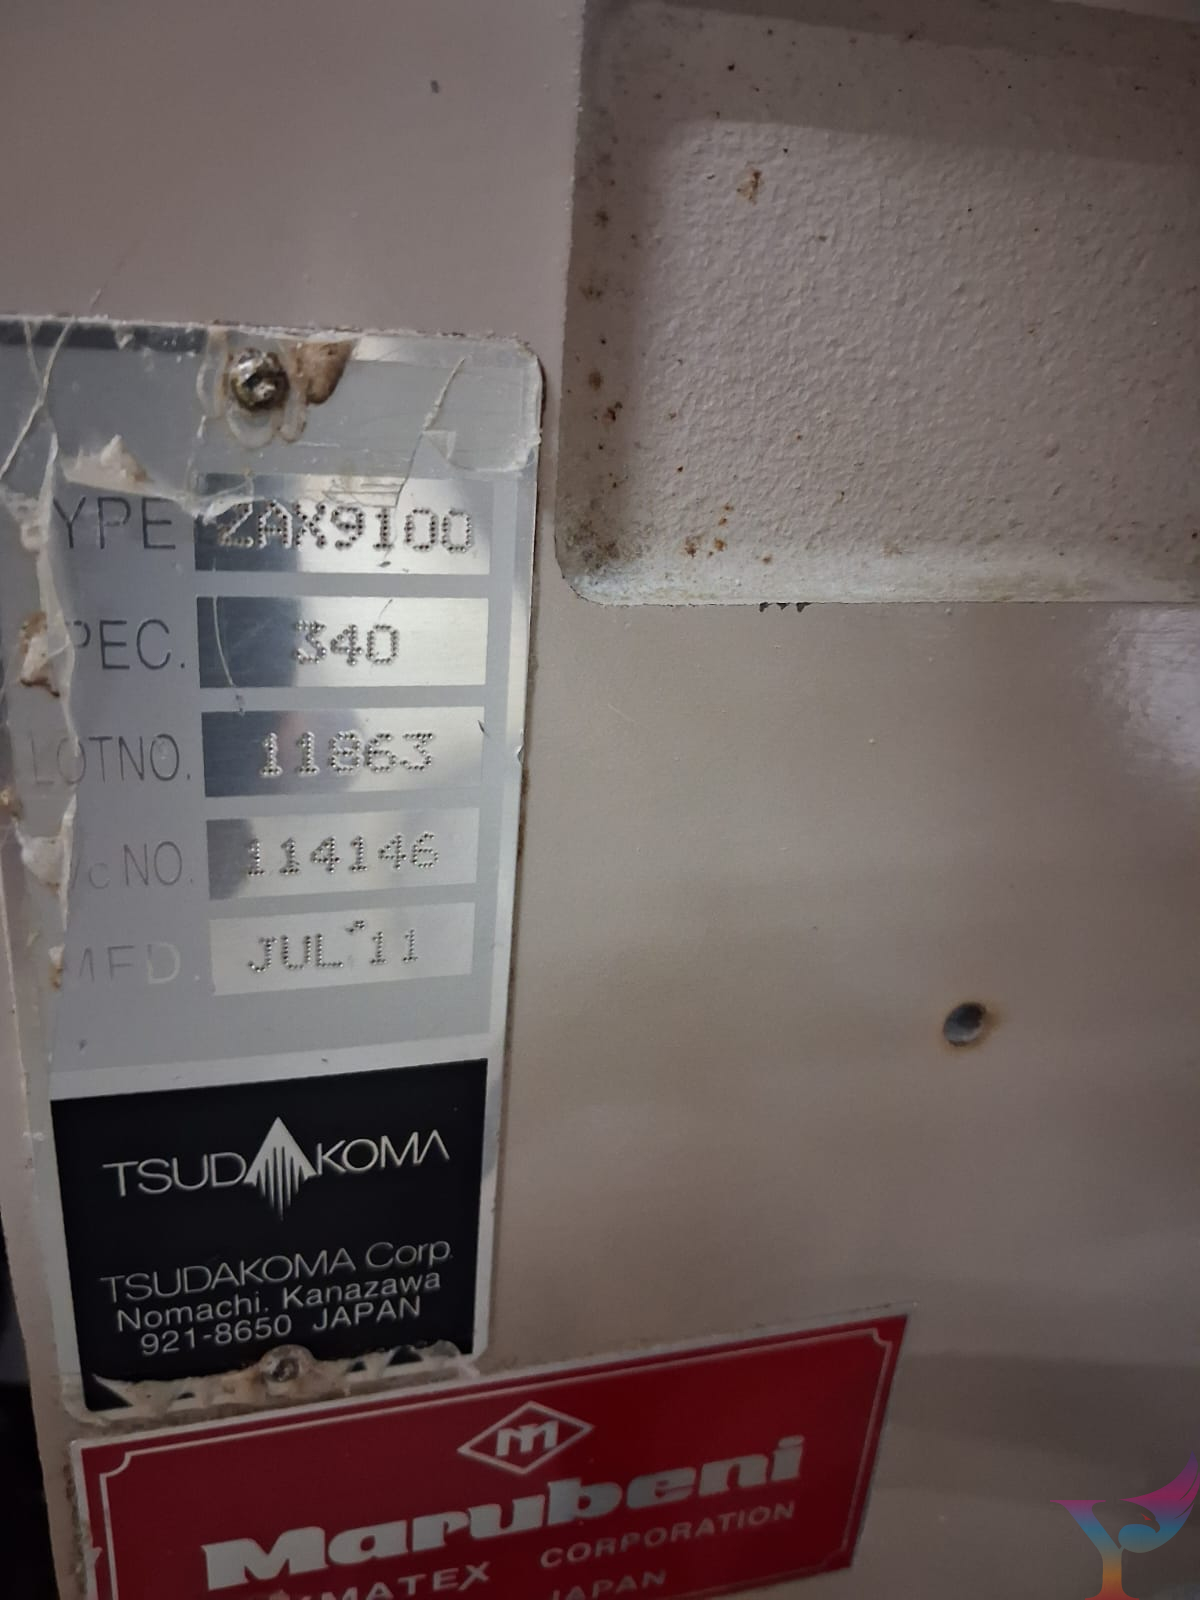 YPE ZAX9100
PEC. 340
LOTNO. 11863
/c NO. 114146
MFD. JUL'11
TSUDAKOMA
TSUDAKOMA Corp.
Nomachi. Kanazawa
921-8650 JAPAN
Marubeni
MATEX CORPORATION
JAPAN